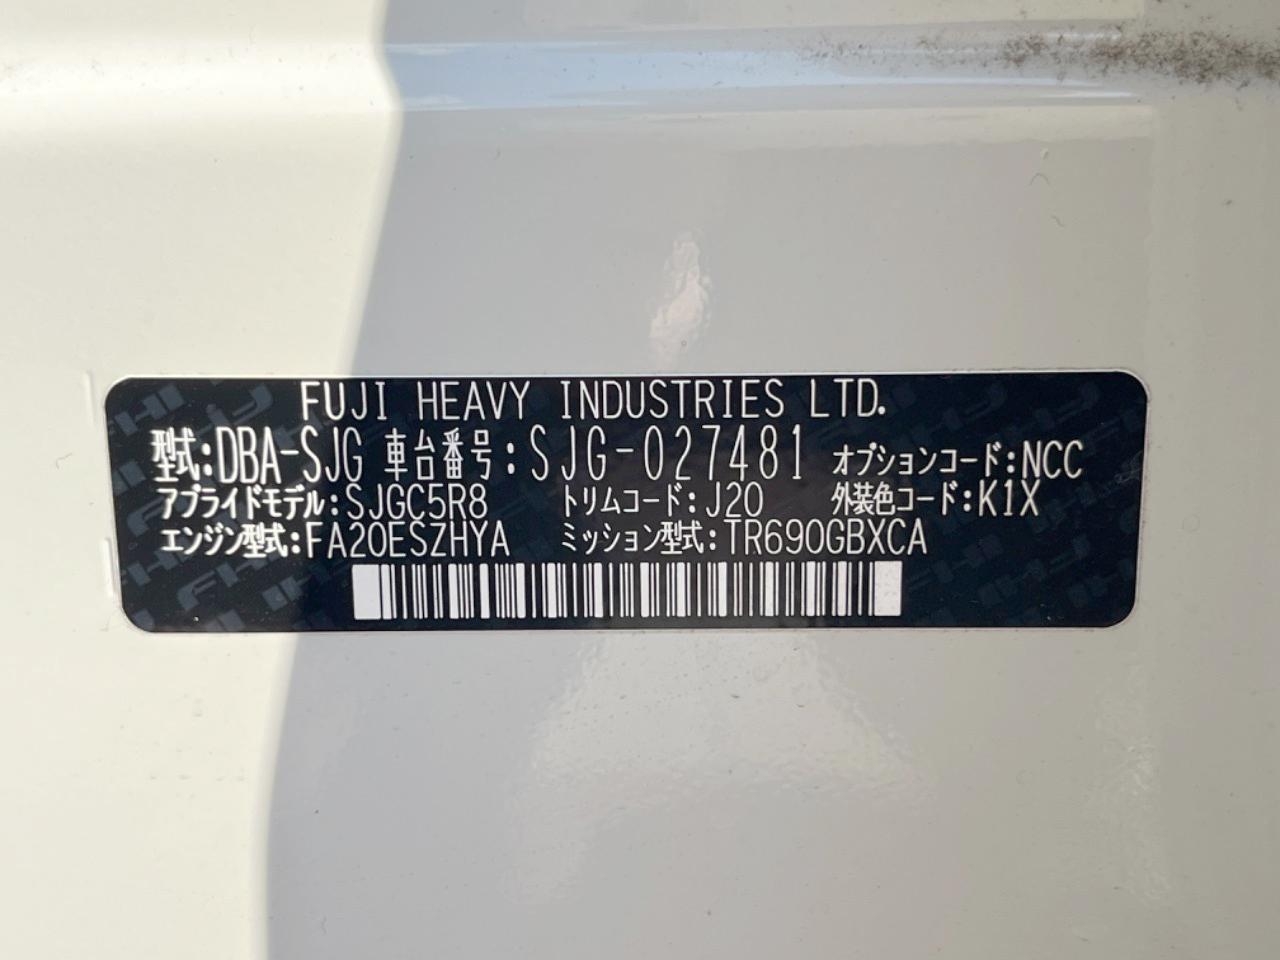 FUJI HEAVY INDUSTRIES LTD.
型式:DBA-SJG 車台番号:SJG-027481 オプションコード:NCC
アプライドモデル:SJGC5R8 トリムコード:J20 外装色コード:K1X
エンジン型式:FA20ESZHYA ミッション型式:TR690GBXCA